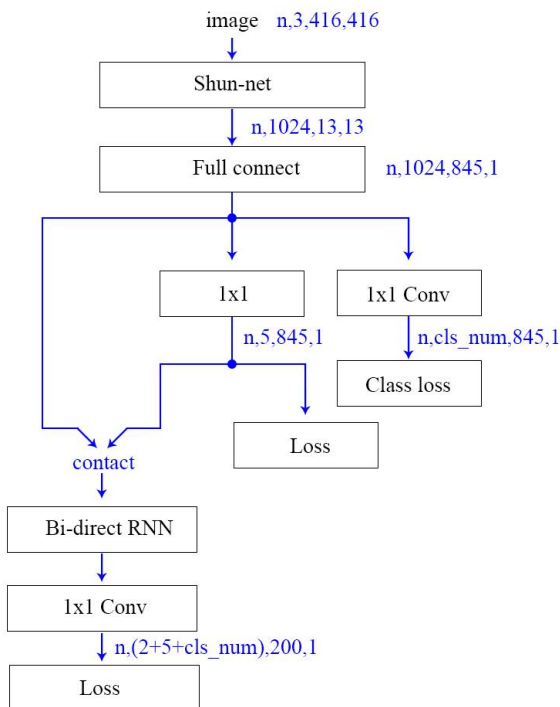 image n,3,416,416
Shun-net
n,1024,13,13
Full connect n,1024,845,1
1x1 1x1 Conv
n,5,845,1 n,cls_num,845,1
Class loss
Loss
contact
Bi-direct RNN
1x1 Conv
n,(2+5+cls_num),200,1
Loss